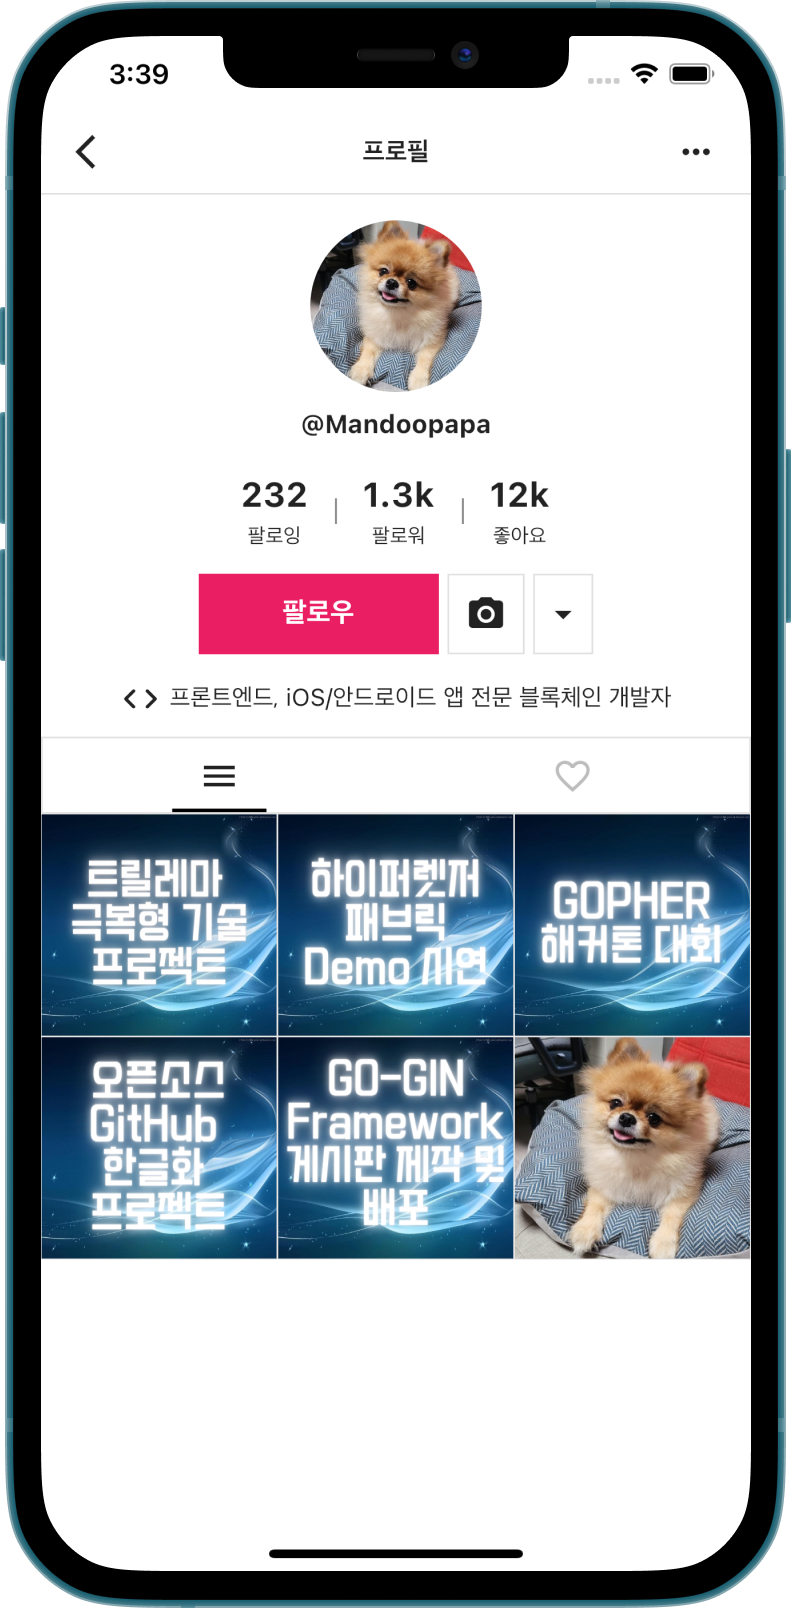 3:39
프로필
@Mandoopapa
232
1.3k
12k
팔로잉
팔로워
좋아요
팔로우
프론트엔드, iOS/안드로이드 앱 전문 블록체인 개발자
트릴레마
극복형 기술
프로젝트
하이퍼렛저
패브릭
Demo 시연
GOPHER
해커톤 대회
오픈소스
GitHub
한글화
프로젝트
GO-GIN
Framework
게시판 제작 및
배포